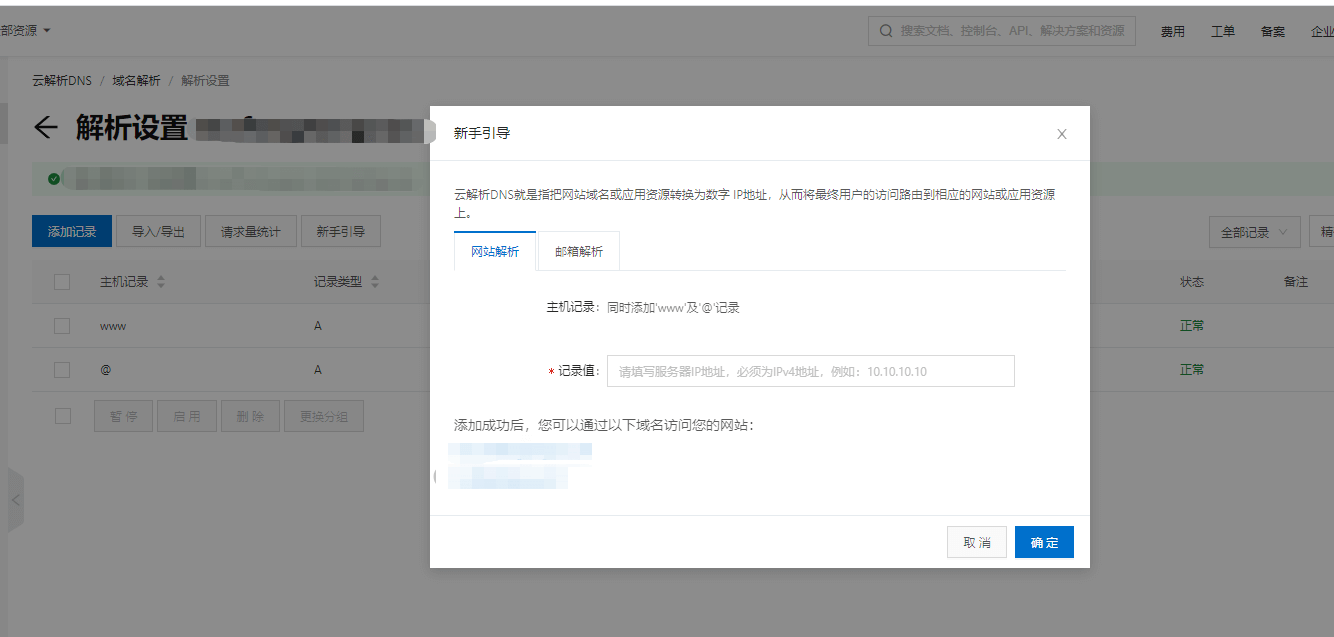 部资源
搜索文档、控制台、API、解决方案和资源
费用
工单
备案
企业
云解析DNS / 域名解析 / 解析设置
解析设置
添加记录
导入/导出
请求量统计
新手引导
全部记录
精
主机记录
记录类型
状态
备注
www
A
正常
@
A
正常
暂停
启用
删除
更换分组
新手引导
云解析DNS就是指把网站域名或应用资源转换为数字 IP地址，从而将最终用户的访问路由到相应的网站或应用资源
上。
网站解析
邮箱解析
主机记录：同时添加'www'及'@'记录
* 记录值：
请填写服务器IP地址，必须为IPv4地址，例如：10.10.10.10
添加成功后，您可以通过以下域名访问您的网站：
取消
确定